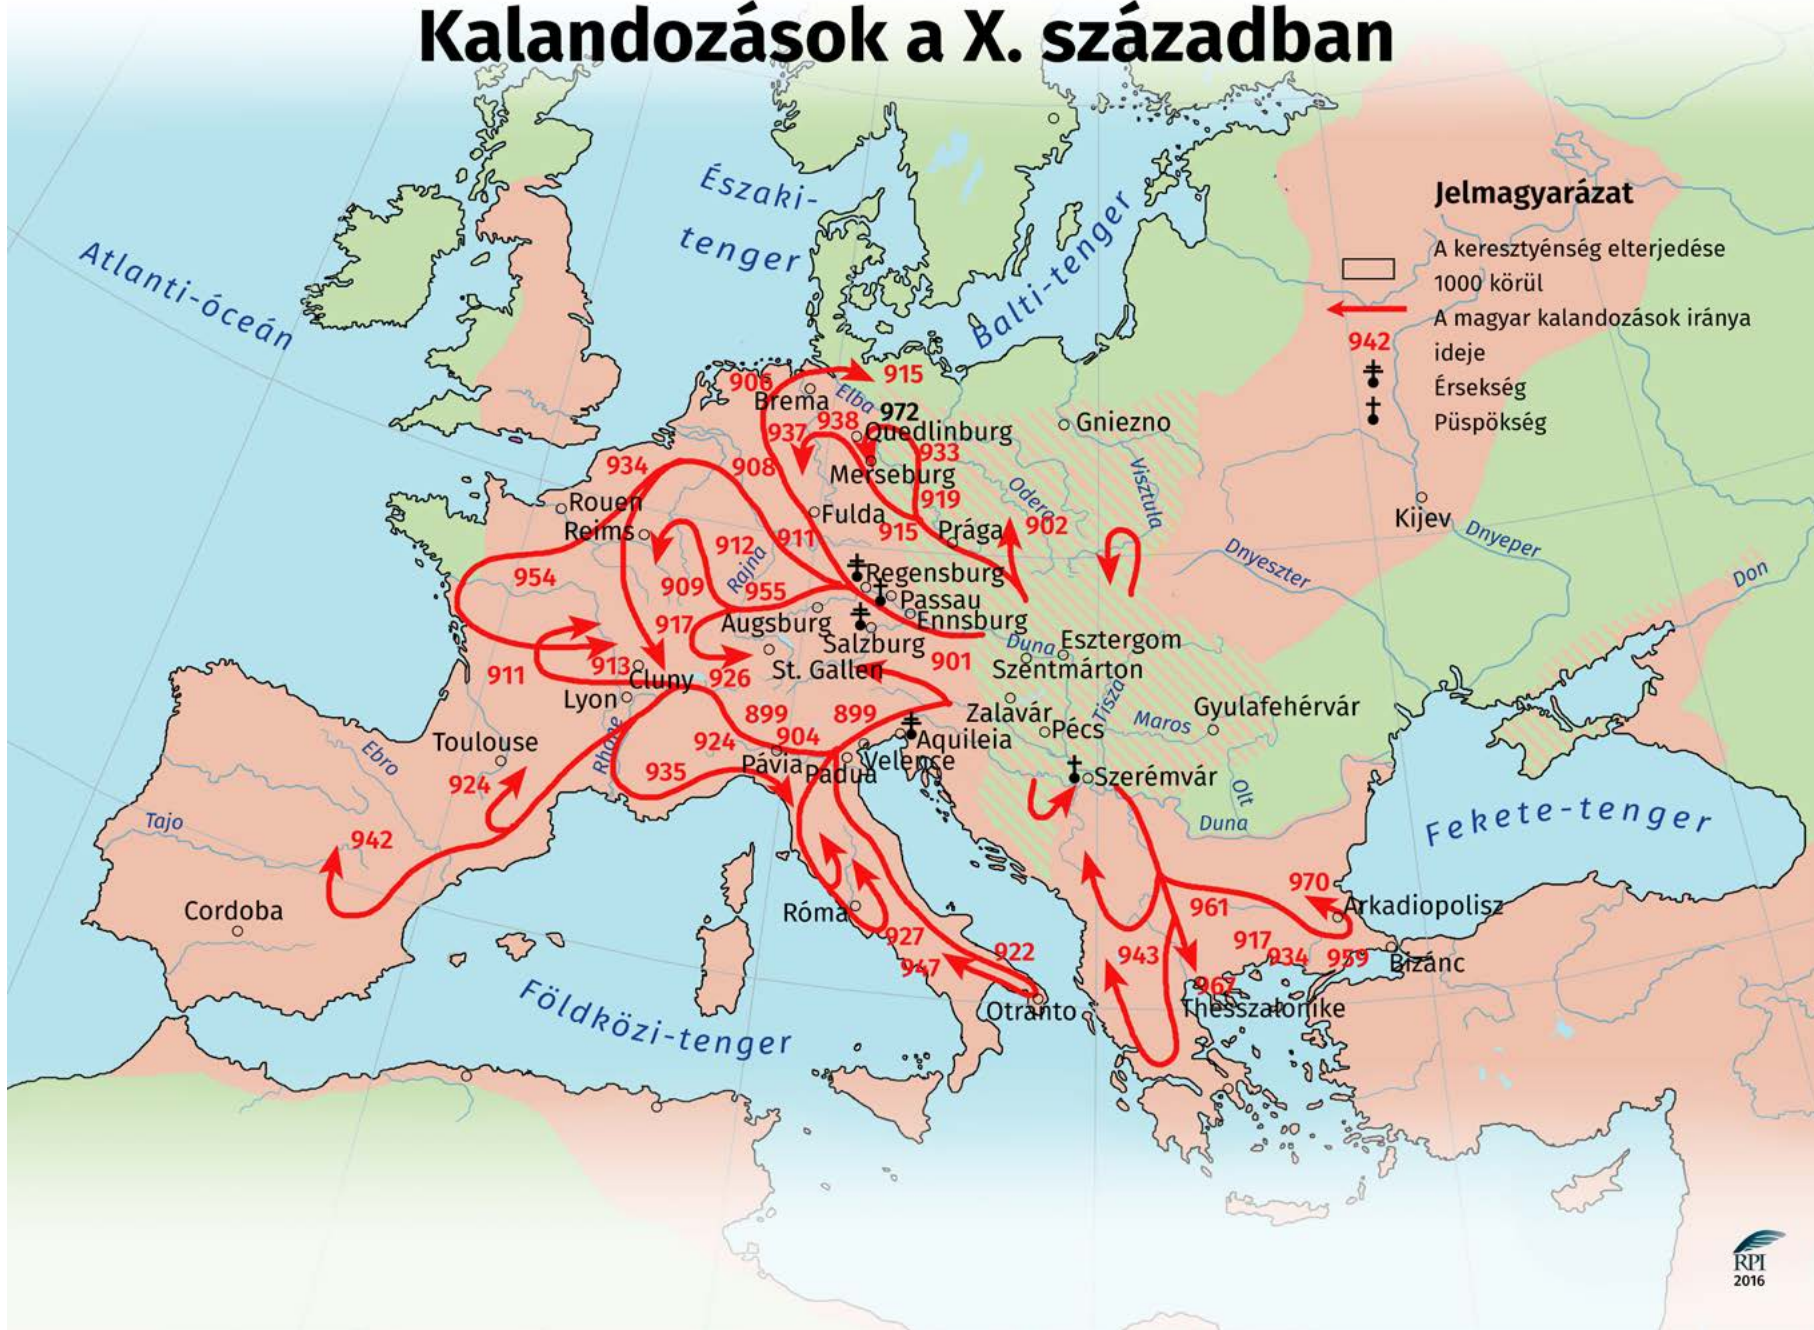 Kalandozások a X. században
Jelmagyarázat
A keresztyénség elterjedése
1000 körül
A magyar kalandozások iránya
942
ideje
Érsekség
Püspökség
Északi-
tenger
Balti-tenger
Atlanti-óceán
906
915
Brema
Elba
972
938
937
Quedlinburg
933
Gniezno
934
908
Merseburg
Visztula
Odera
919
Rouen
Fulda
915
Prága
902
Kijev
Reims
911
912
Rajna
Dnyeszter
Dnyeper
Don
954
909
955
Regensburg
Passau
Ennsburg
917
Augsburg
Salzburg
Duna
Esztergom
911
913
Cluny
926
St. Gallen
901
Szentmárton
Lyon
Tisza
Zalavár
Pécs
Maros
Gyulafehérvár
899
899
Toulouse
Ebro
Rhone
924
904
Aquileia
Pávia
Padua
Velence
935
924
Szerémvár
Olt
Duna
Fekete-tenger
Tajo
942
Cordoba
Róma
970
961
Arkadiopolisz
927
917
922
943
934
959
Bizánc
947
967
Thesszalonike
Otranto
Földközi-tenger
RPI
2016